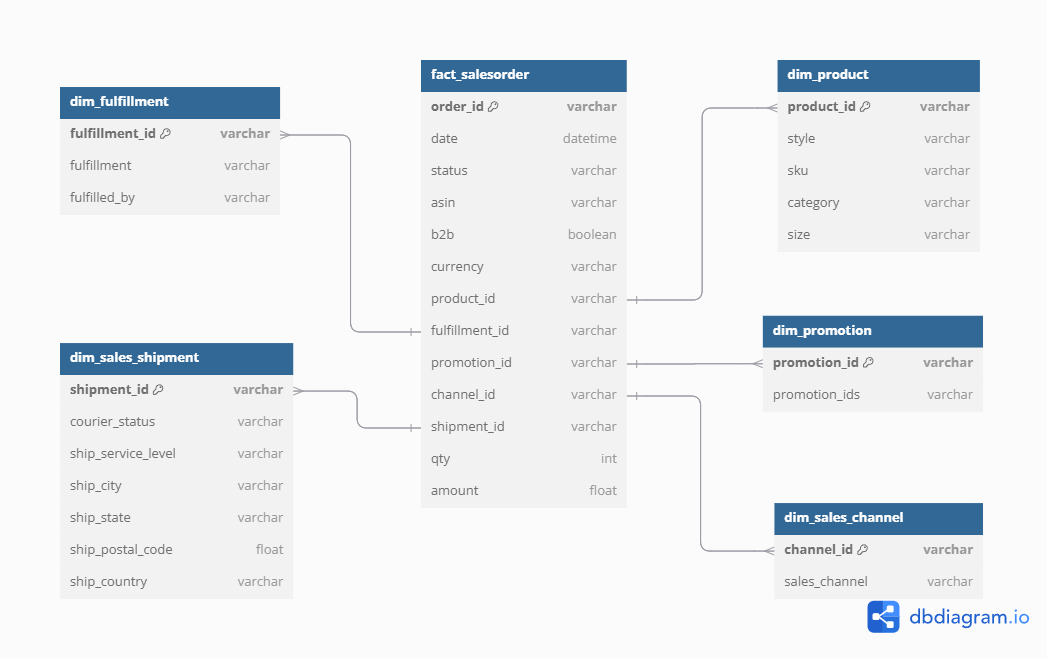 dim_fulfillment
fulfillment_id varchar
fulfillment varchar
fulfilled_by varchar
dim_sales_shipment
shipment_id varchar
courier_status varchar
ship_service_level varchar
ship_city varchar
ship_state varchar
ship_postal_code float
ship_country varchar
fact_salesorder
order_id varchar
date datetime
status varchar
asin varchar
b2b boolean
currency varchar
product_id varchar
fulfillment_id varchar
promotion_id varchar
channel_id varchar
shipment_id varchar
qty int
amount float
dim_product
product_id varchar
style varchar
sku varchar
category varchar
size varchar
dim_promotion
promotion_id varchar
promotion_ids varchar
dim_sales_channel
channel_id varchar
sales_channel varchar
dbdiagram.io